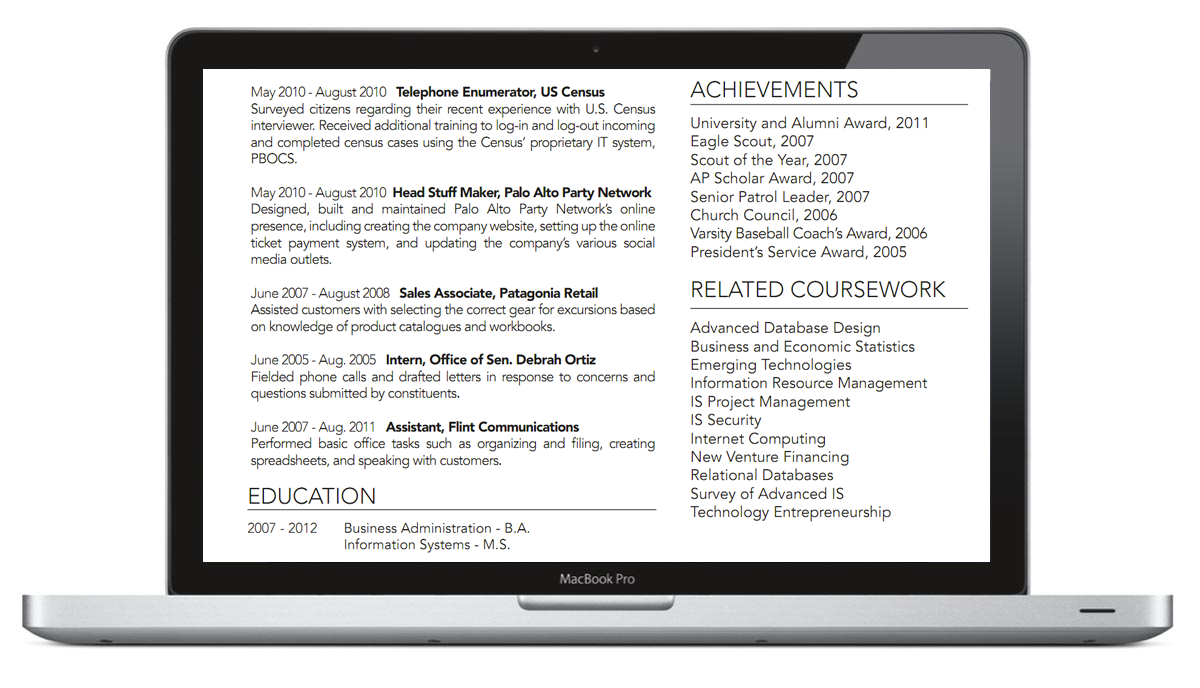 May 2010 - August 2010 Telephone Enumerator, US Census
Surveyed citizens regarding their recent experience with U.S. Census
interviewer. Received additional training to log-in and log-out incoming
and completed census cases using the Census’ proprietary IT system,
PBOCS.
May 2010 - August 2010 Head Stuff Maker, Palo Alto Party Network
Designed, built and maintained Palo Alto Party Network’s online
presence, including creating the company website, setting up the online
ticket payment system, and updating the company’s various social
media outlets.
June 2007 - August 2008 Sales Associate, Patagonia Retail
Assisted customers with selecting the correct gear for excursions based
on knowledge of product catalogues and workbooks.
June 2005 - Aug. 2005 Intern, Office of Sen. Debrah Ortiz
Fielded phone calls and drafted letters in response to concerns and
questions submitted by constituents.
June 2007 - Aug. 2011 Assistant, Flint Communications
Performed basic office tasks such as organizing and filing, creating
spreadsheets, and speaking with customers.
EDUCATION
2007 - 2012 Business Administration - B.A.
Information Systems - M.S.
ACHIEVEMENTS
University and Alumni Award, 2011
Eagle Scout, 2007
Scout of the Year, 2007
AP Scholar Award, 2007
Senior Patrol Leader, 2007
Church Council, 2006
Varsity Baseball Coach’s Award, 2006
President’s Service Award, 2005
RELATED COURSEWORK
Advanced Database Design
Business and Economic Statistics
Emerging Technologies
Information Resource Management
IS Project Management
IS Security
Internet Computing
New Venture Financing
Relational Databases
Survey of Advanced IS
Technology Entrepreneurship
MacBook Pro